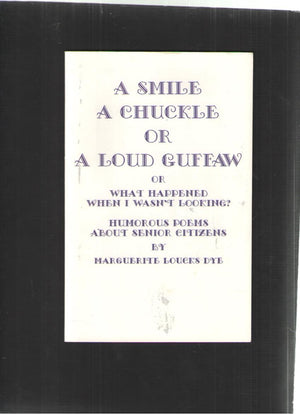 A SMILE
A CHUCKLE
OR
A LOUD GUFFAW
OR
WHAT HAPPENED
WHEN I WASN'T LOOKING?
HUMOROUS POEMS
ABOUT SENIOR CITIZENS
BY
MARGUERITE LOUCKS DYE